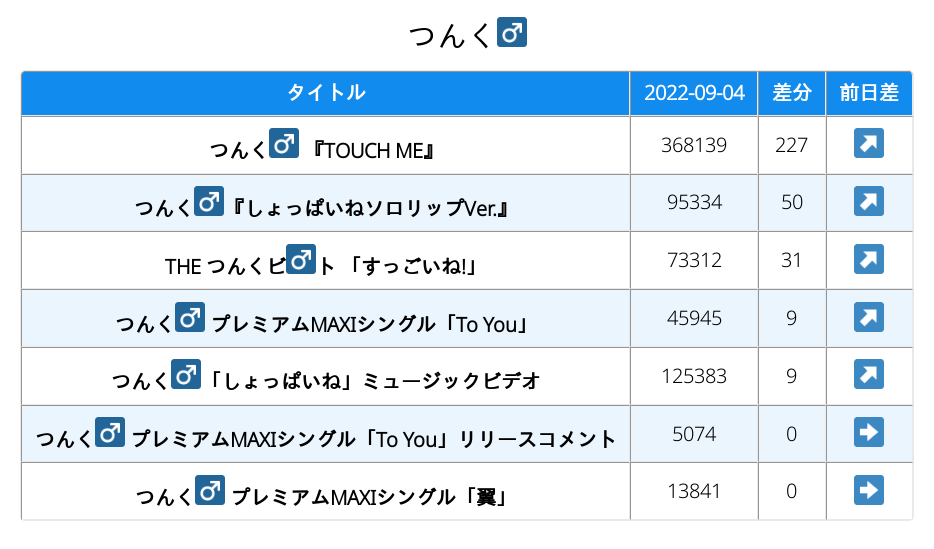 つんく♂
タイトル 2022-09-04 差分 前日差
つんく♂ 『TOUCH ME』 368139 227 ↗
つんく♂『しょっぱいねソロリップVer.』 95334 50 ↗
THE つんくビ♂ト 「すっごいね!」 73312 31 ↗
つんく♂ プレミアムMAXIシングル「To You」 45945 9 ↗
つんく♂「しょっぱいね」ミュージックビデオ 125383 9 ↗
つんく♂ プレミアムMAXIシングル「To You」リリースコメント 5074 0 ➡
つんく♂ プレミアムMAXIシングル「翼」 13841 0 ➡